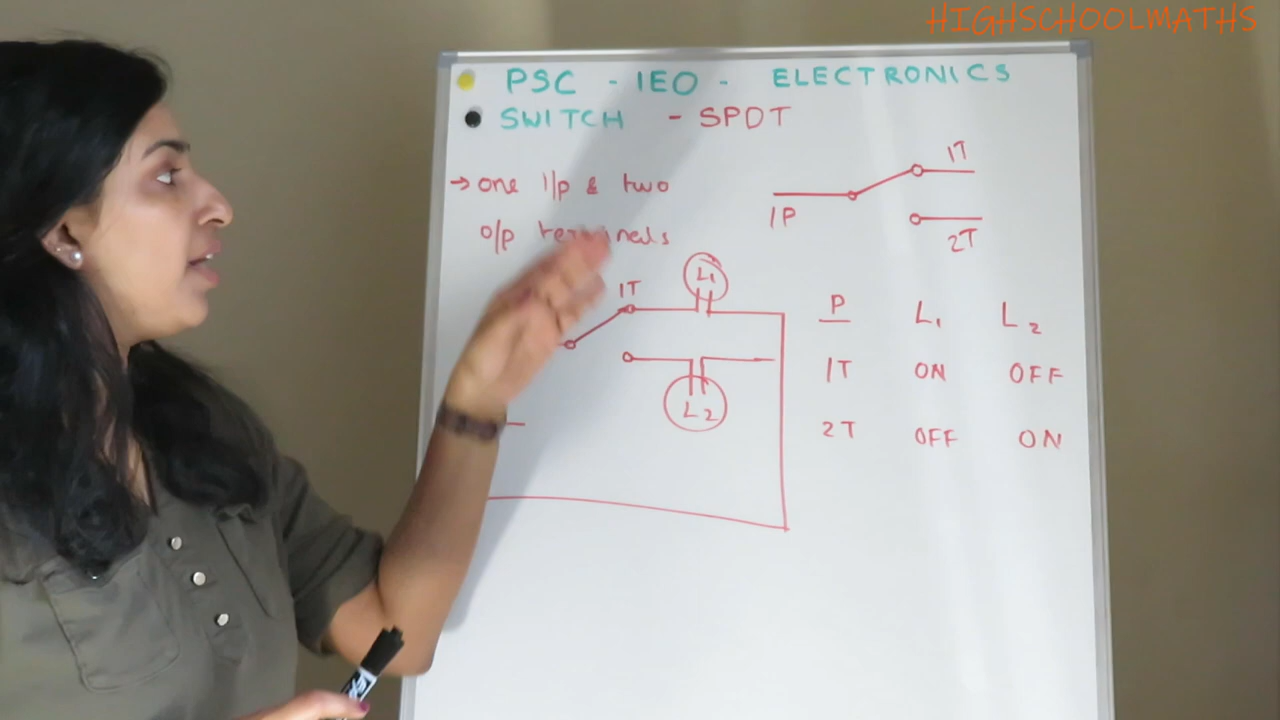 HIGHSCHOOLMATHS
PSC - IEO - ELECTRONICS
SWITCH - SPDT
→ one I/p & two
o/p terminals
1T
1P
2T
1T
L1
L2
P L1 L2
1T ON OFF
2T OFF ON